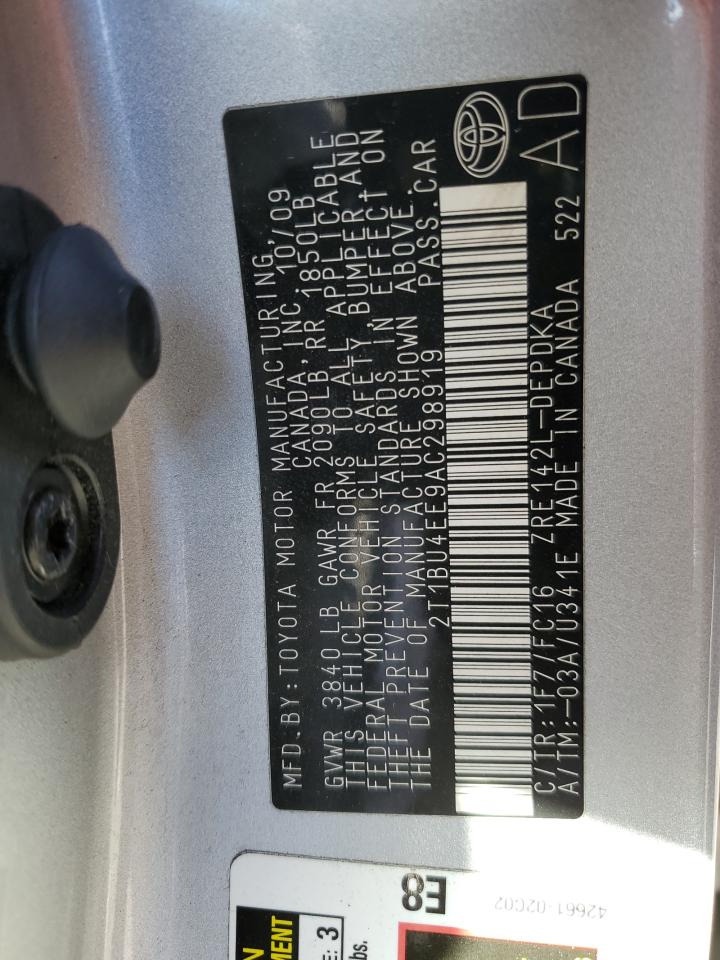 MFD.BY:TOYOTA MOTOR MANUFACTURING,
CANADA, INC. 10/09
GVWR 3840 LB GAWR FR 2090LB, RR 1850LB
THIS VEHICLE CONFORMS TO ALL APPLICABLE
FEDERAL MOTOR VEHICLE SAFETY, BUMPER, AND
THEFT PREVENTION STANDARDS IN EFFECT ON
THE DATE OF MANUFACTURE SHOWN ABOVE.
2T1BU4EE9AC298919 PASS.CAR
C/TR:1F7/FC16 ZRE142L-DEPDKA
A/TM:-03A/U341E MADE IN CANADA 522
AD
E8
42661-02C02
MENT
E: 3
lbs.